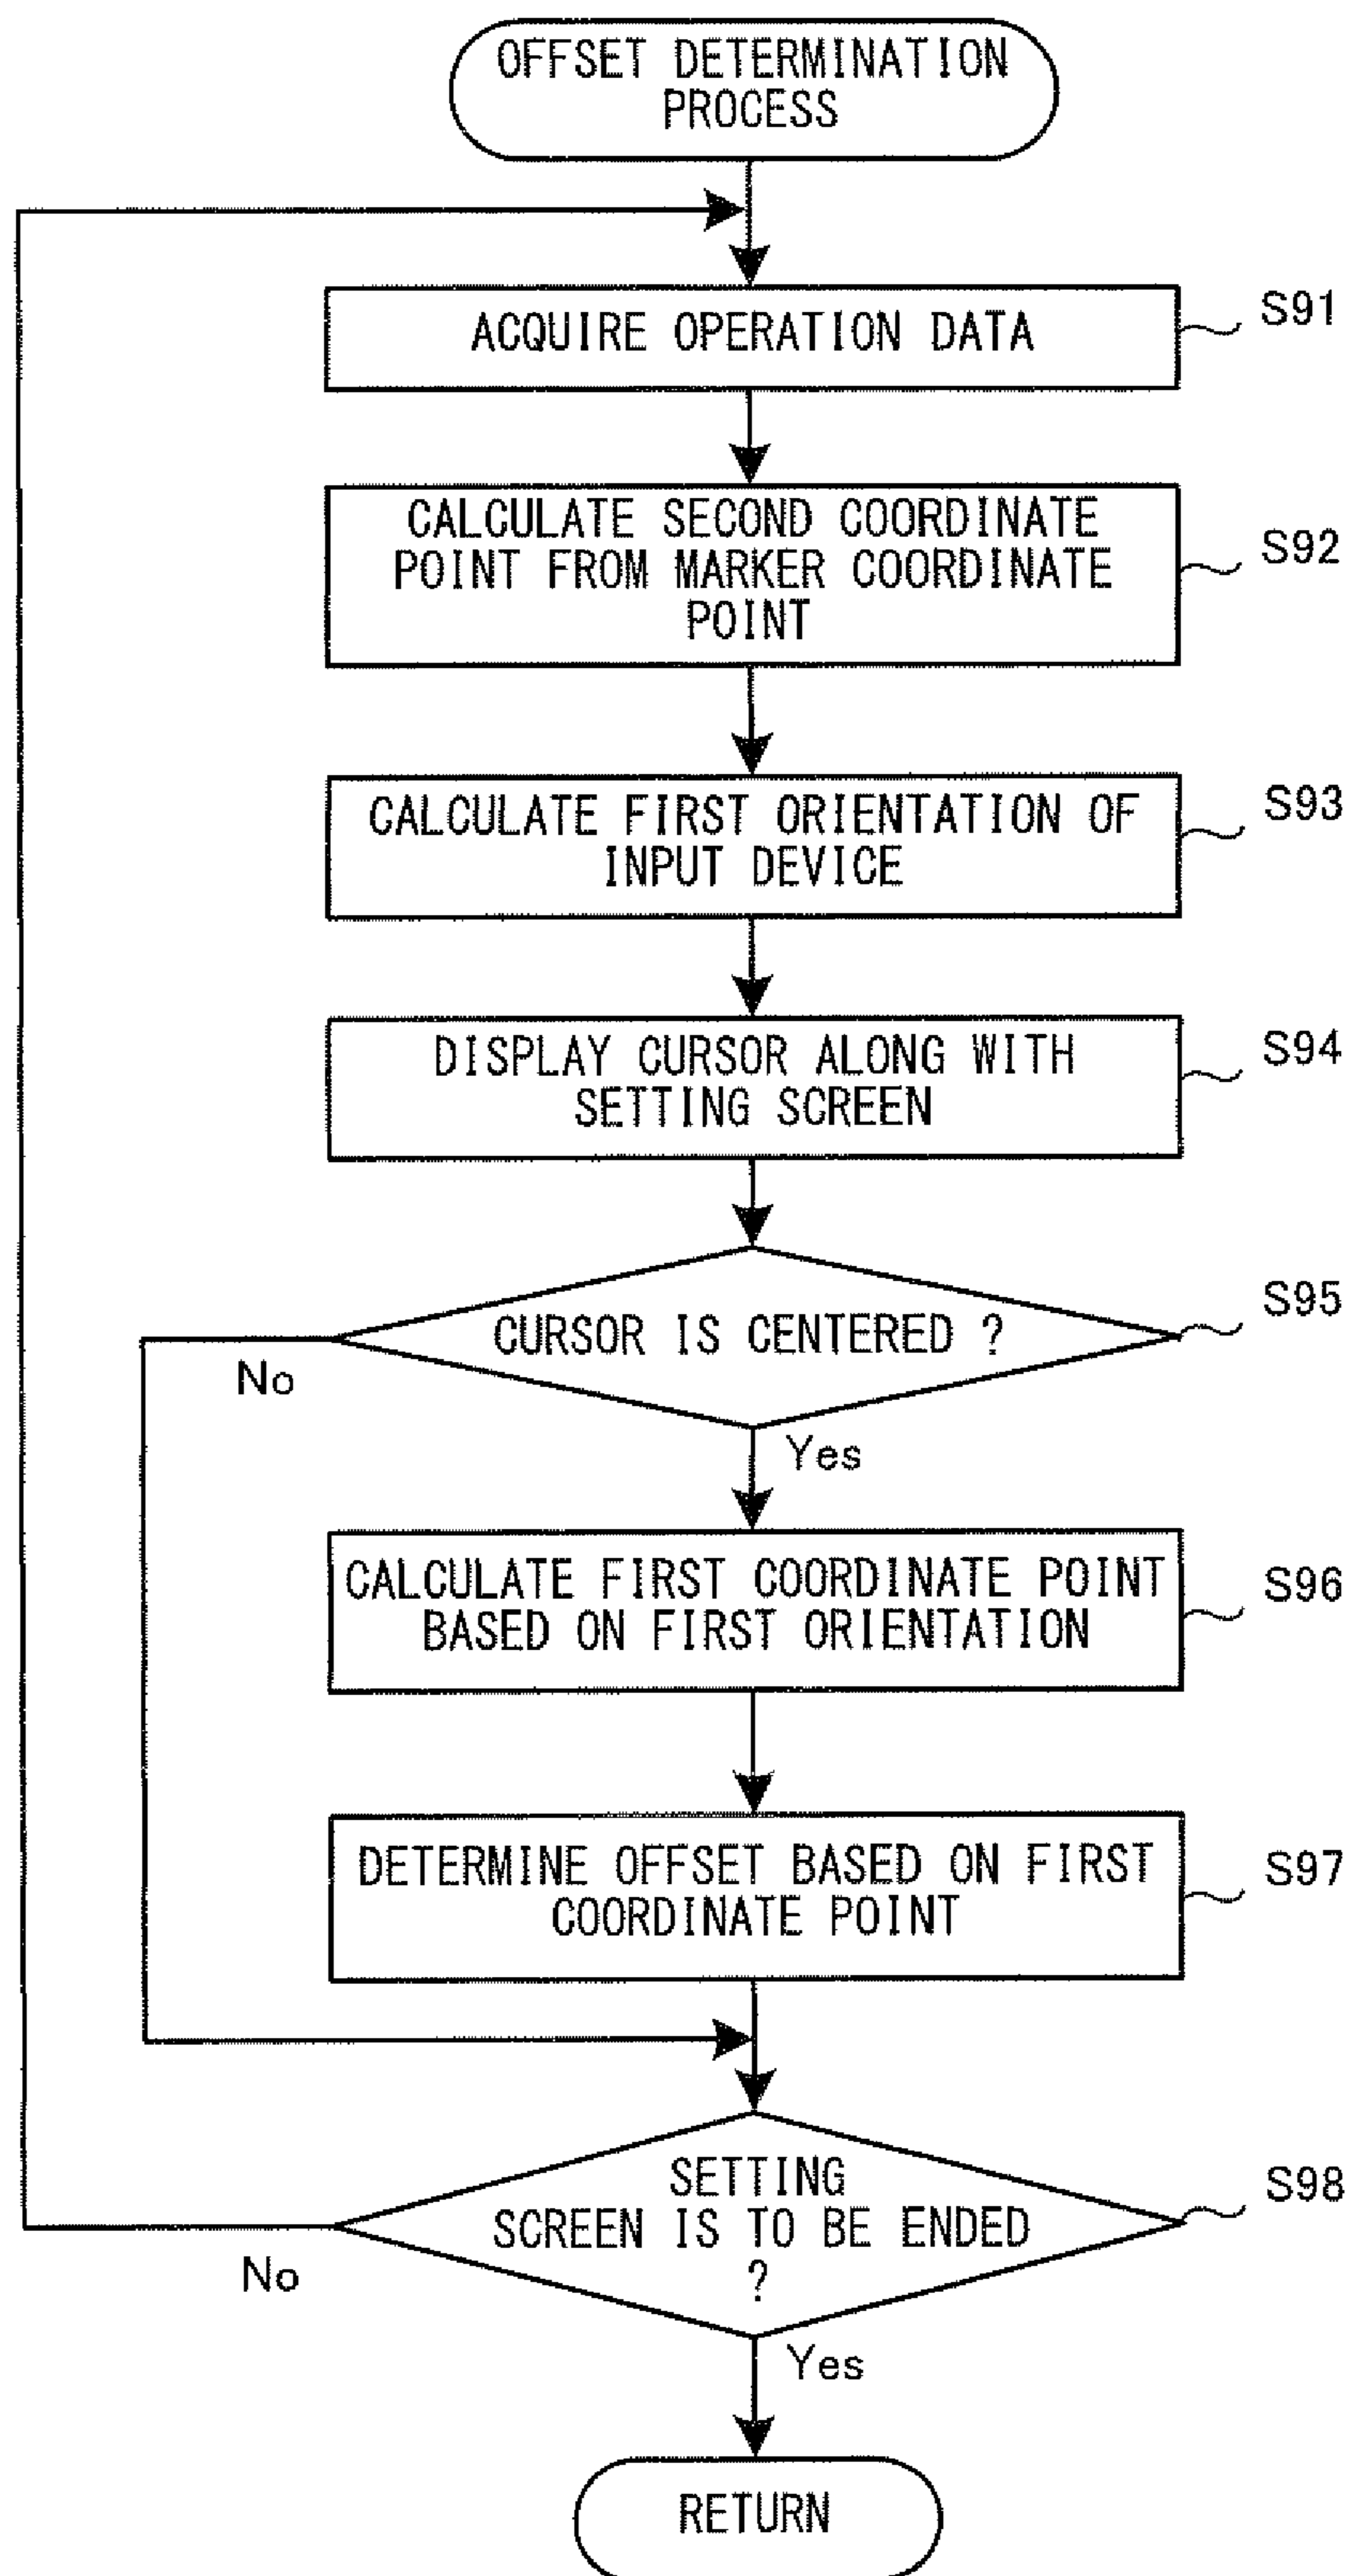 OFFSET DETERMINATION
PROCESS
ACQUIRE OPERATION DATA
S91
CALCULATE SECOND COORDINATE
POINT FROM MARKER COORDINATE
POINT
S92
CALCULATE FIRST ORIENTATION OF
INPUT DEVICE
S93
DISPLAY CURSOR ALONG WITH
SETTING SCREEN
S94
CURSOR IS CENTERED ?
S95
No
Yes
CALCULATE FIRST COORDINATE POINT
BASED ON FIRST ORIENTATION
S96
DETERMINE OFFSET BASED ON FIRST
COORDINATE POINT
S97
SETTING
SCREEN IS TO BE ENDED
?
S98
No
Yes
RETURN